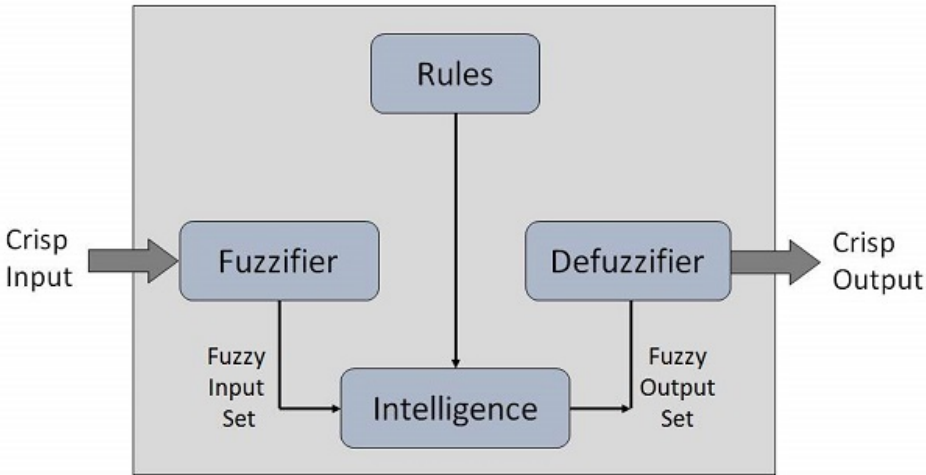 Rules
Crisp
Input
Fuzzifier
Defuzzifier
Crisp
Output
Fuzzy
Input
Set
Intelligence
Fuzzy
Output
Set